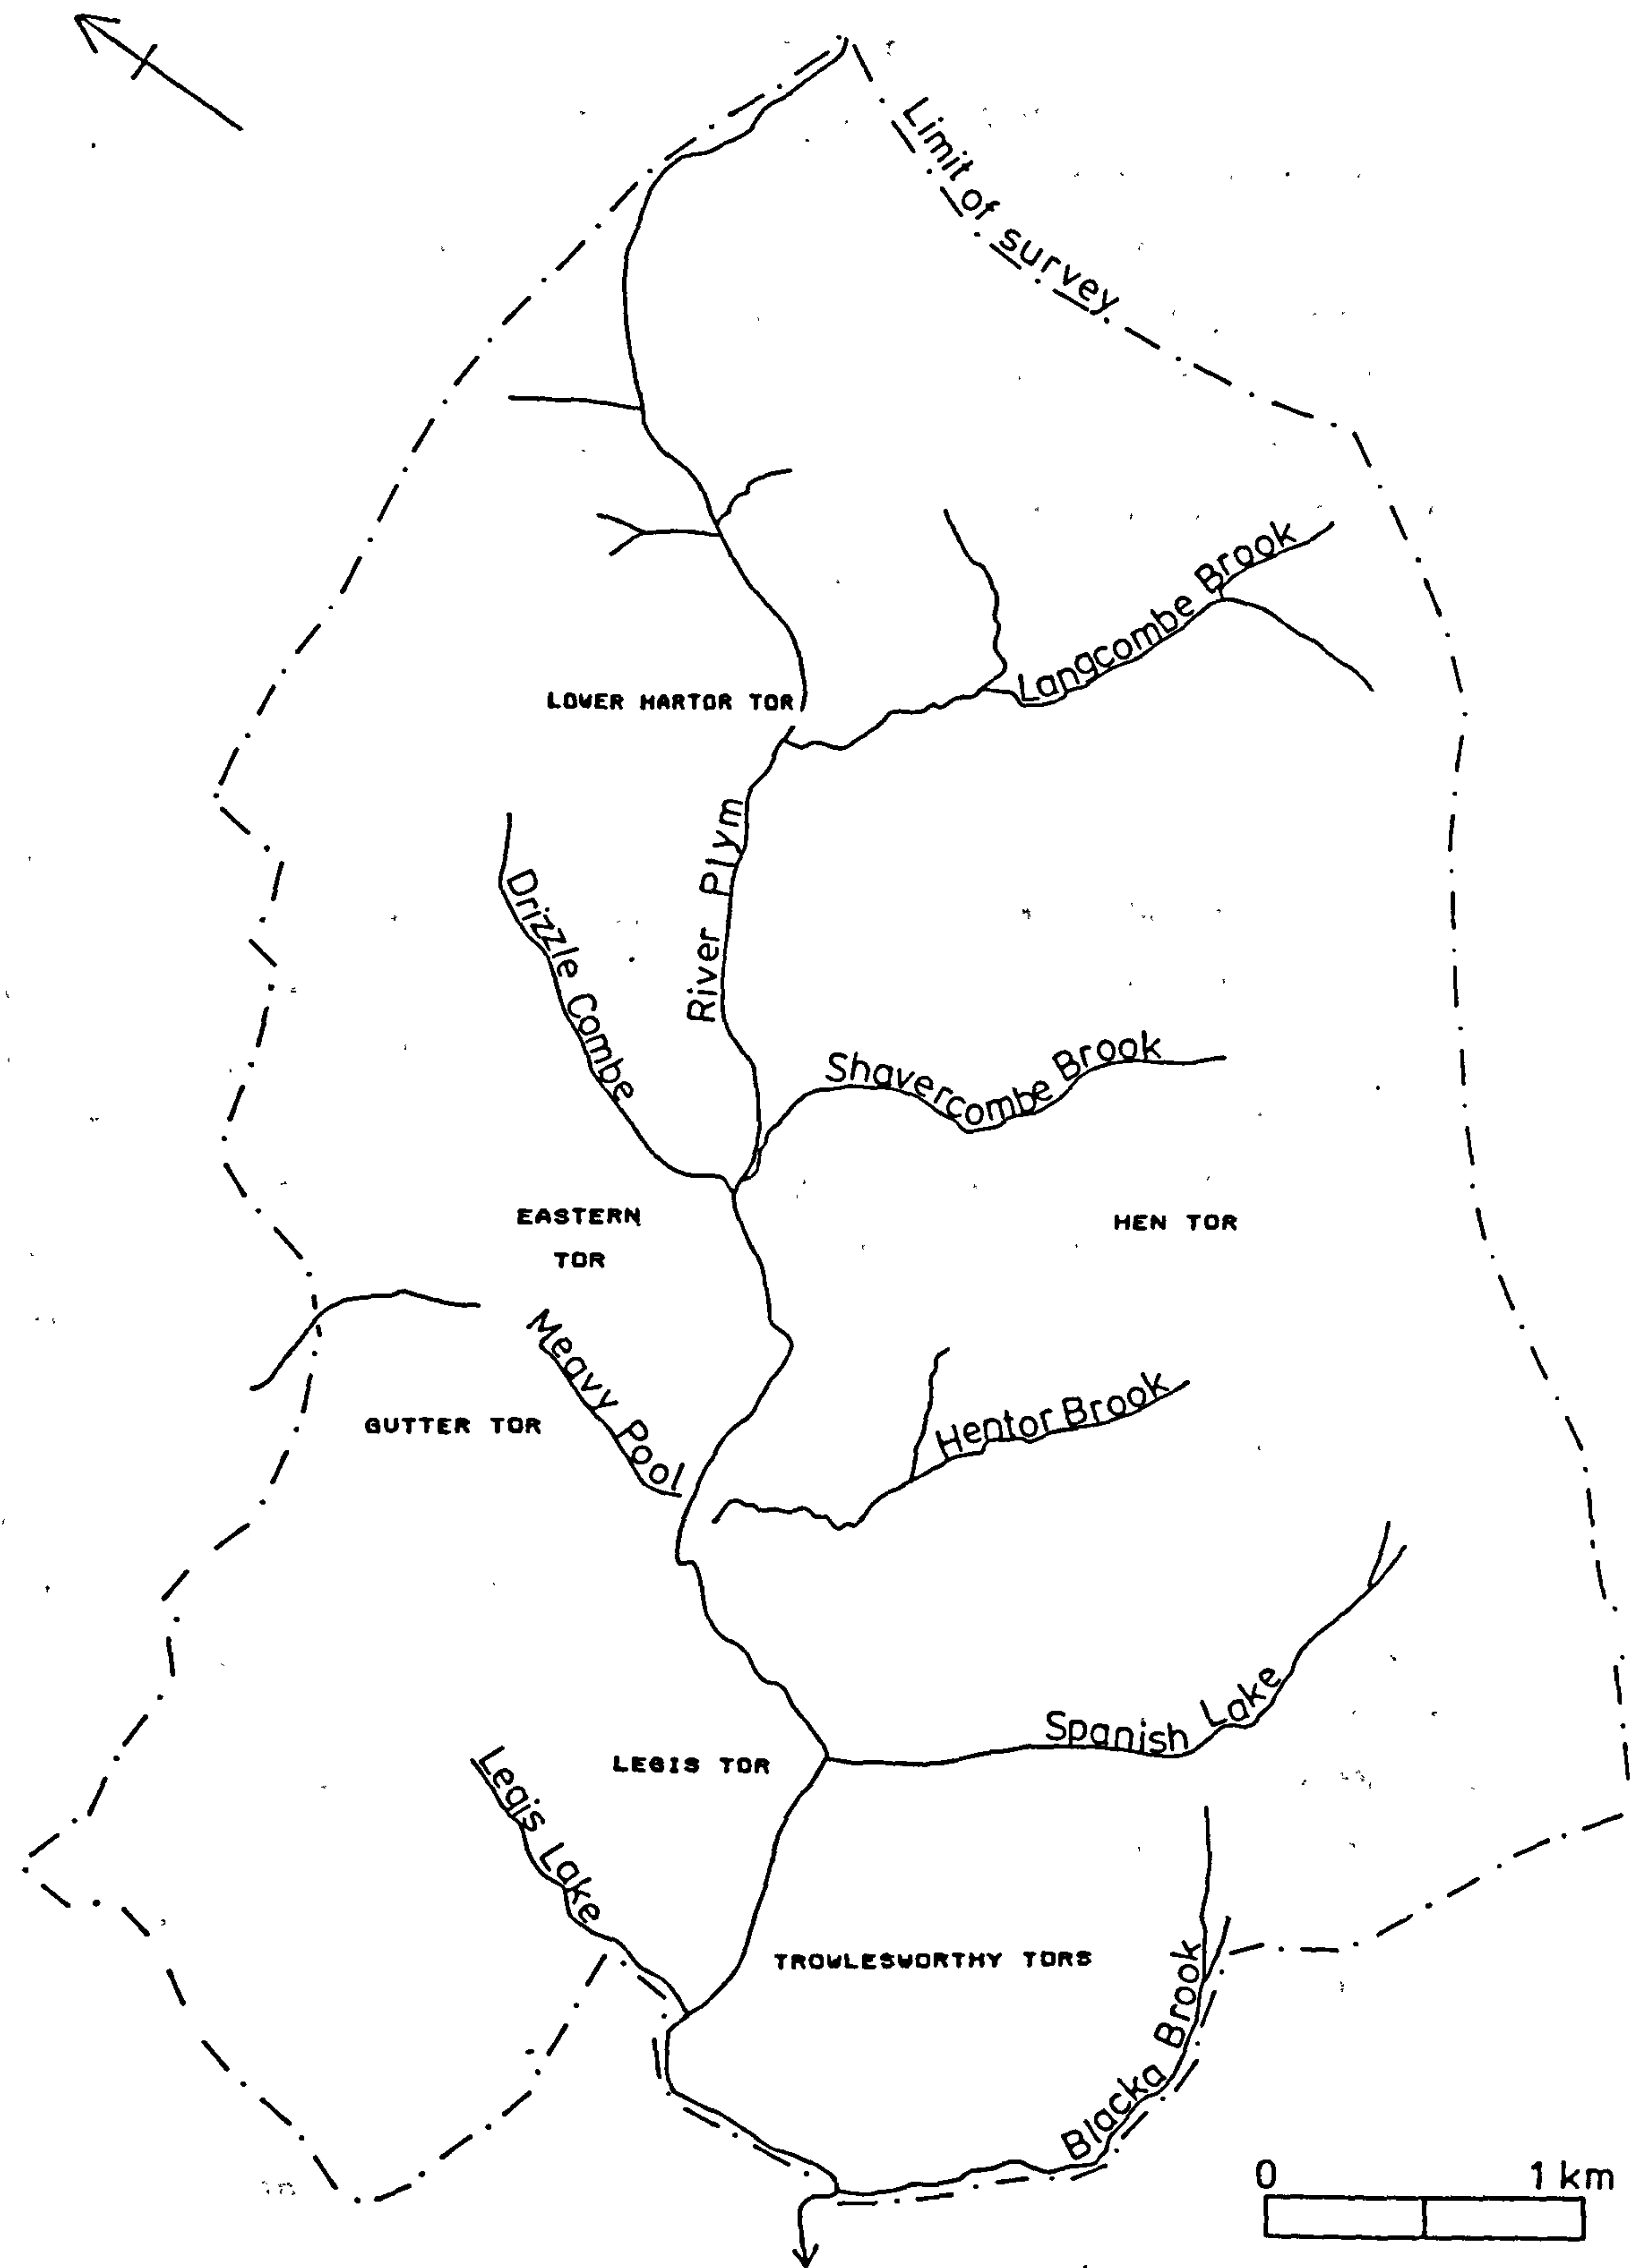 Limit of survey
Langcombe Brook
LOWER HARTOR TOR
River Plym
Drizzle Combe
Shavercombe Brook
EASTERN
TOR
HEN TOR
Meavy Pool
GUTTER TOR
Hentor Brook
Spanish Lake
LEGIS TOR
Legis Lake
TROWLESWORTHY TORS
Blacka Brook
0 1 km